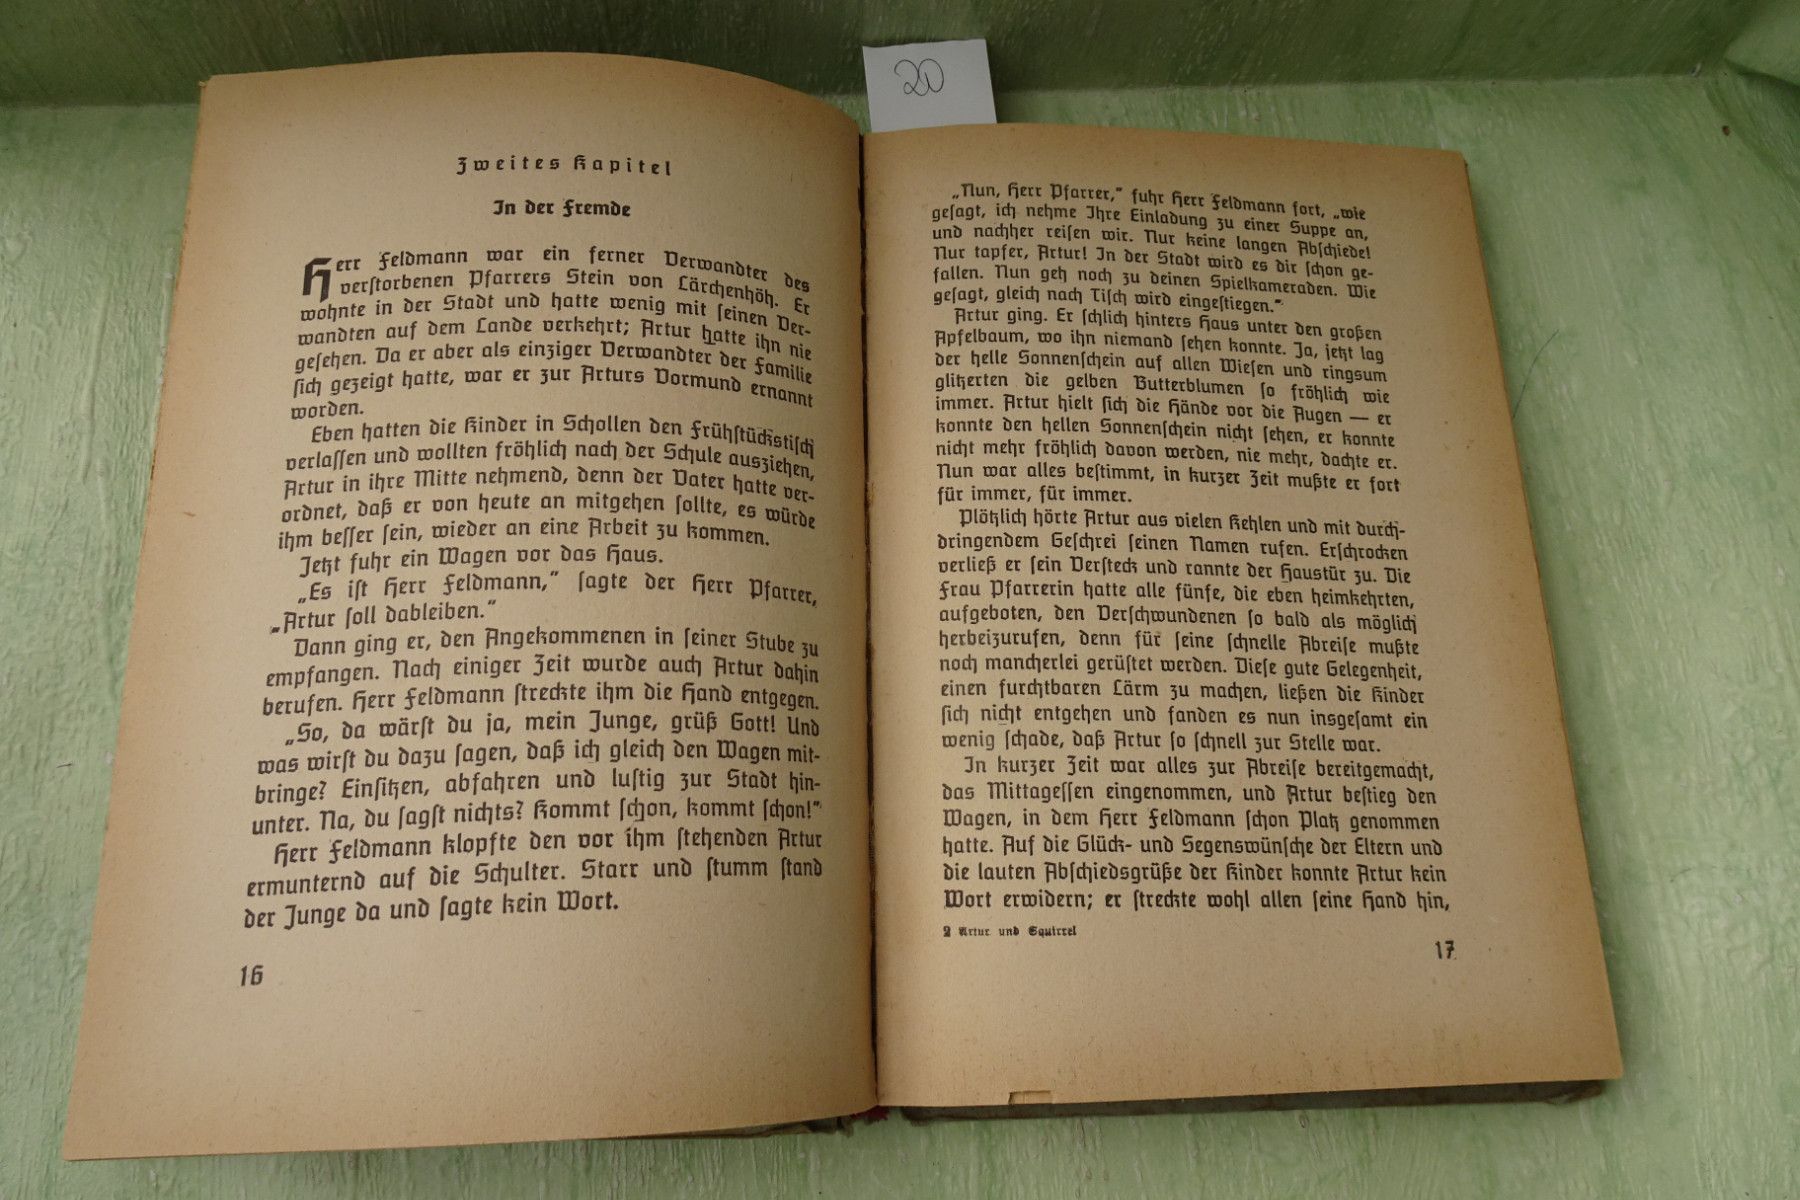 20
Zweites Kapitel
In der Fremde
Herr Feldmann war ein ferner Verwandter des
verstorbenen Pfarrers Stein von Lärchenhöh. Er
wohnte in der Stadt und hatte wenig mit seinen Ver-
wandten auf dem Lande verkehrt; Artur hatte ihn nie
gesehen. Da er aber als einziger Verwandter der Familie
sich gezeigt hatte, war er zur Arturs Vormund ernannt
worden.
Eben hatten die Kinder in Schollen den Frühstückstisch
verlassen und wollten fröhlich nach der Schule ausziehen,
Artur in ihre Mitte nehmend, denn der Vater hatte ver-
ordnet, daß er von heute an mitgehen sollte, es würde
ihm besser sein, wieder an eine Arbeit zu kommen.
Jetzt fuhr ein Wagen vor das Haus.
„Es ist Herr Feldmann,“ sagte der Herr Pfarrer,
„Artur soll dableiben.“
Dann ging er, den Angekommenen in seiner Stube zu
empfangen. Nach einiger Zeit wurde auch Artur dahin
berufen. Herr Feldmann streckte ihm die Hand entgegen.
„So, da wärst du ja, mein Junge, grüß Gott! Und
was wirst du dazu sagen, daß ich gleich den Wagen mit-
bringe? Einsitzen, abfahren und lustig zur Stadt hin-
unter. Na, du sagst nichts? Kommt schon, kommt schon!“
Herr Feldmann klopfte den vor ihm stehenden Artur
ermunternd auf die Schulter. Starr und stumm stand
der Junge da und sagte kein Wort.
16
„Nun, Herr Pfarrer,“ fuhr Herr Feldmann fort, „wie
gesagt, ich nehme Ihre Einladung zu einer Suppe an,
und nachher reisen wir. Nur keine langen Abschiede!
Nur tapfer, Artur! In der Stadt wird es dir schon ge-
fallen. Nun geh noch zu deinen Spielkameraden. Wie
gesagt, gleich nach Tisch wird eingestiegen.“
Artur ging. Er schlich hinters Haus unter den großen
Apfelbaum, wo ihn niemand sehen konnte. Ja, jetzt lag
der helle Sonnenschein auf allen Wiesen und ringsum
glitzerten die gelben Butterblumen so fröhlich wie
immer. Artur hielt sich die Hände vor die Augen — er
konnte den hellen Sonnenschein nicht sehen, er konnte
nicht mehr fröhlich davon werden, nie mehr, dachte er.
Nun war alles bestimmt, in kurzer Zeit mußte er fort
für immer, für immer.
Plötzlich hörte Artur aus vielen Kehlen und mit durch-
dringendem Geschrei seinen Namen rufen. Erschrocken
verließ er sein Versteck und rannte der Haustür zu. Die
Frau Pfarrerin hatte alle fünfe, die eben heimkehrten,
aufgeboten, den Verschwundenen so bald als möglich
herbeizurufen, denn für seine schnelle Abreise mußte
noch mancherlei gerüstet werden. Diese gute Gelegenheit,
einen furchtbaren Lärm zu machen, ließen die Kinder
sich nicht entgehen und fanden es nun insgesamt ein
wenig schade, daß Artur so schnell zur Stelle war.
In kurzer Zeit war alles zur Abreise bereitgemacht,
das Mittagessen eingenommen, und Artur bestieg den
Wagen, in dem Herr Feldmann schon Platz genommen
hatte. Auf die Glück- und Segenswünsche der Eltern und
die lauten Abschiedsgrüße der Kinder konnte Artur kein
Wort erwidern; er streckte wohl allen seine Hand hin,
2 Artur und Squirrel
17